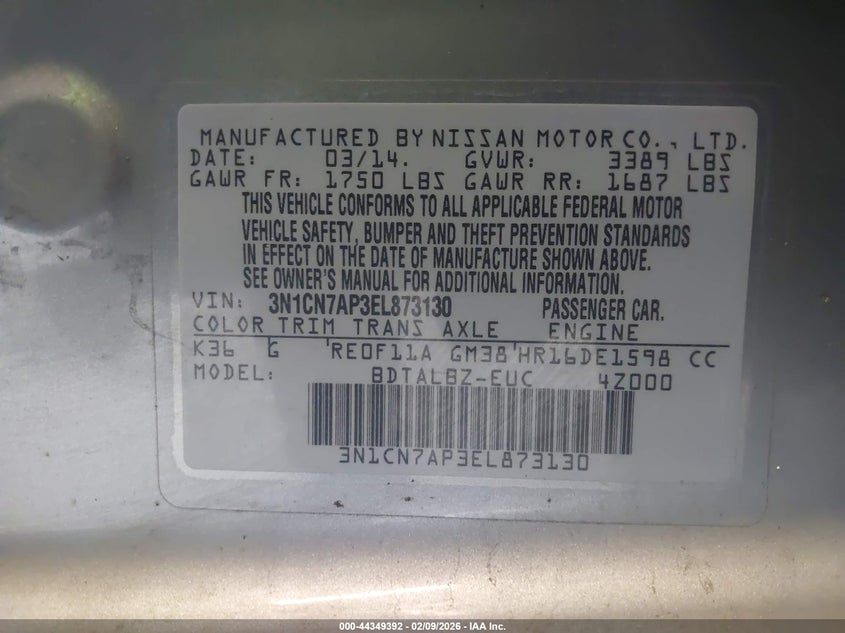 MANUFACTURED BY NISSAN MOTOR CO., LTD.
DATE: 03/14. GVWR: 3389 LBS
GAWR FR: 1750 LBS GAWR RR: 1687 LBS
THIS VEHICLE CONFORMS TO ALL APPLICABLE FEDERAL MOTOR
VEHICLE SAFETY, BUMPER AND THEFT PREVENTION STANDARDS
IN EFFECT ON THE DATE OF MANUFACTURE SHOWN ABOVE.
SEE OWNER'S MANUAL FOR ADDITIONAL INFORMATION.
VIN: 3N1CN7AP3EL873130 PASSENGER CAR.
COLOR TRIM TRANS AXLE ENGINE
K36 G RE0F11A GM38 HR16DE1598 CC
MODEL: BDTALBZ-EUC 4Z000
3N1CN7AP3EL873130
000-44349392 - 02/09/2026 - IAA Inc.